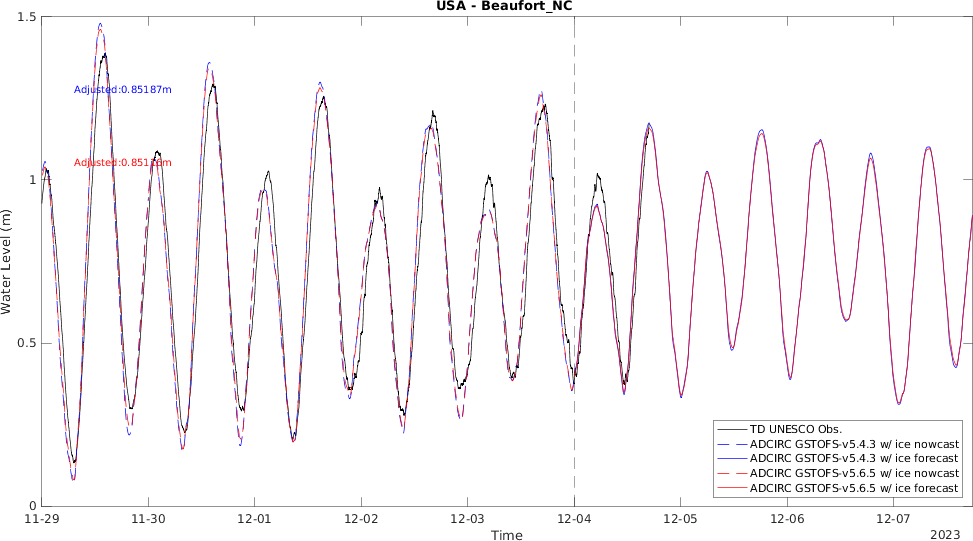 USA - Beaufort_NC
1.5
Adjusted:0.85187m
Adjusted:0.851 m
1
Water Level (m)
0.5
0
TD UNESCO Obs.
ADCIRC GSTOFS-v5.4.3 w/ ice nowcast
ADCIRC GSTOFS-v5.4.3 w/ ice forecast
ADCIRC GSTOFS-v5.6.5 w/ ice nowcast
ADCIRC GSTOFS-v5.6.5 w/ ice forecast
11-29 11-30 12-01 12-02 12-03 12-04 12-05 12-06 12-07
Time
2023